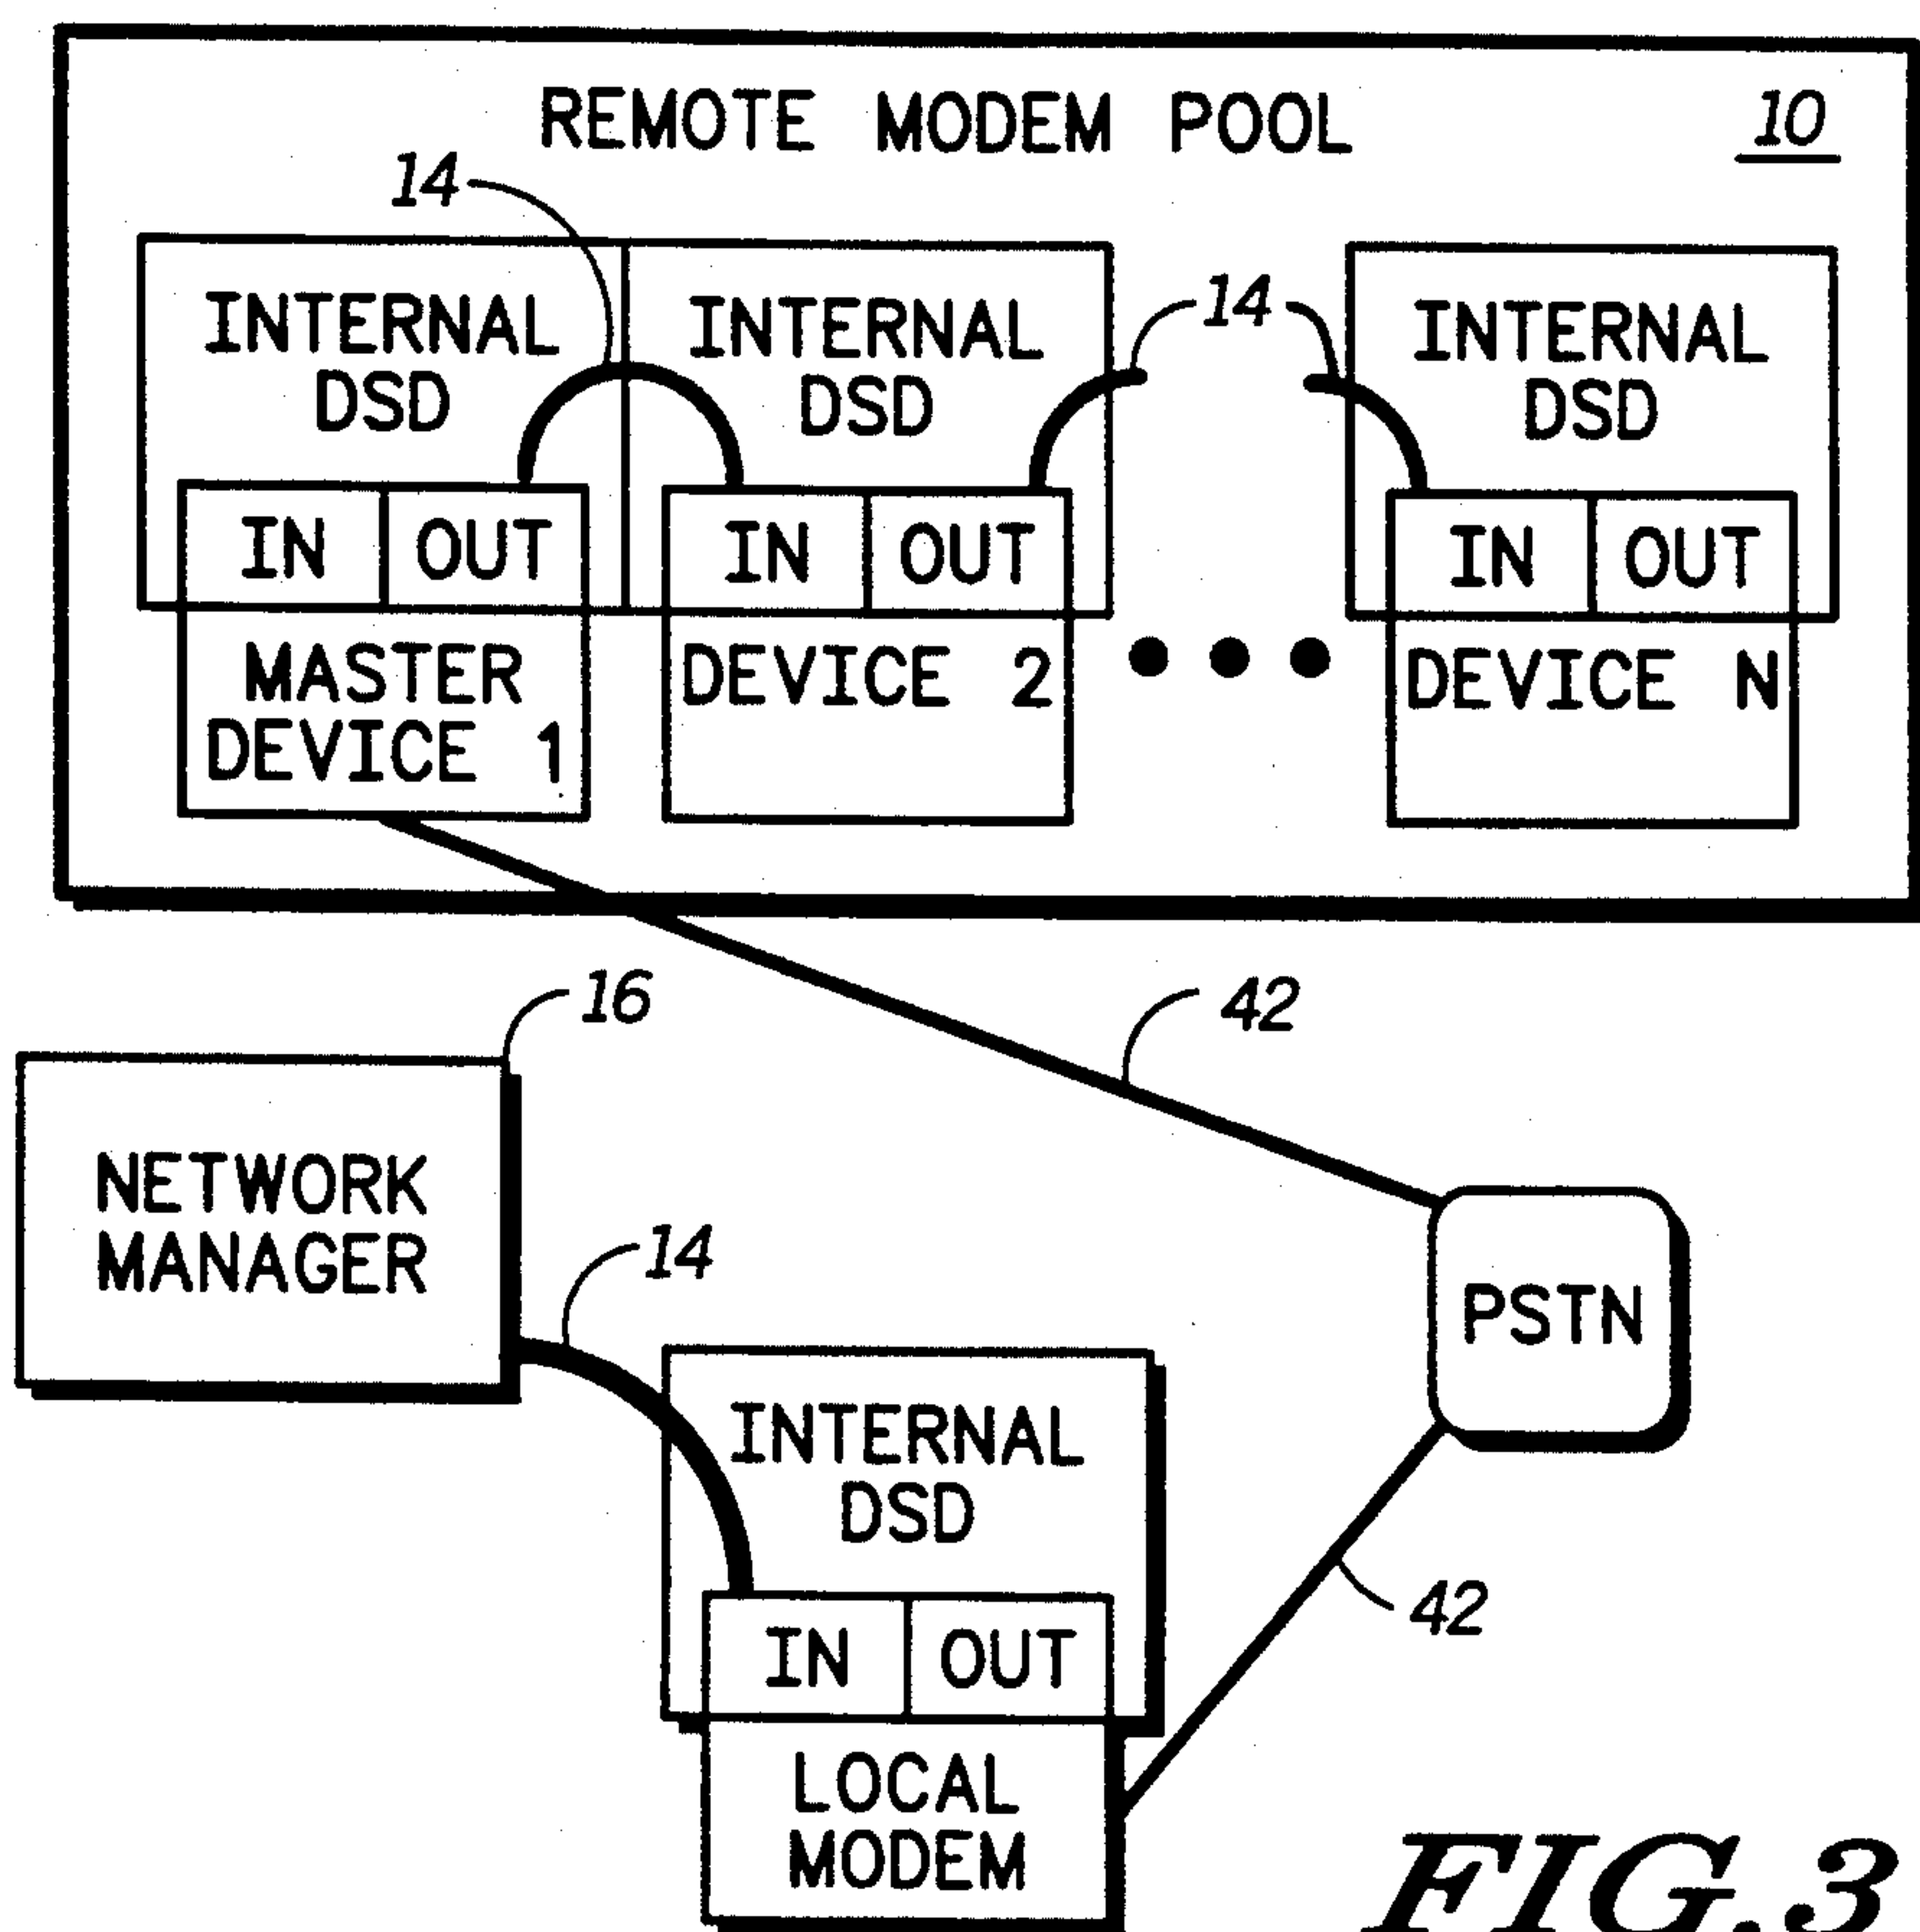 REMOTE MODEM POOL
10
14
14
INTERNAL
DSD
INTERNAL
DSD
INTERNAL
DSD
IN
OUT
IN
OUT
IN
OUT
MASTER
DEVICE 1
DEVICE 2
DEVICE N
16
42
NETWORK
MANAGER
14
PSTN
INTERNAL
DSD
IN
OUT
42
LOCAL
MODEM
FIG.3